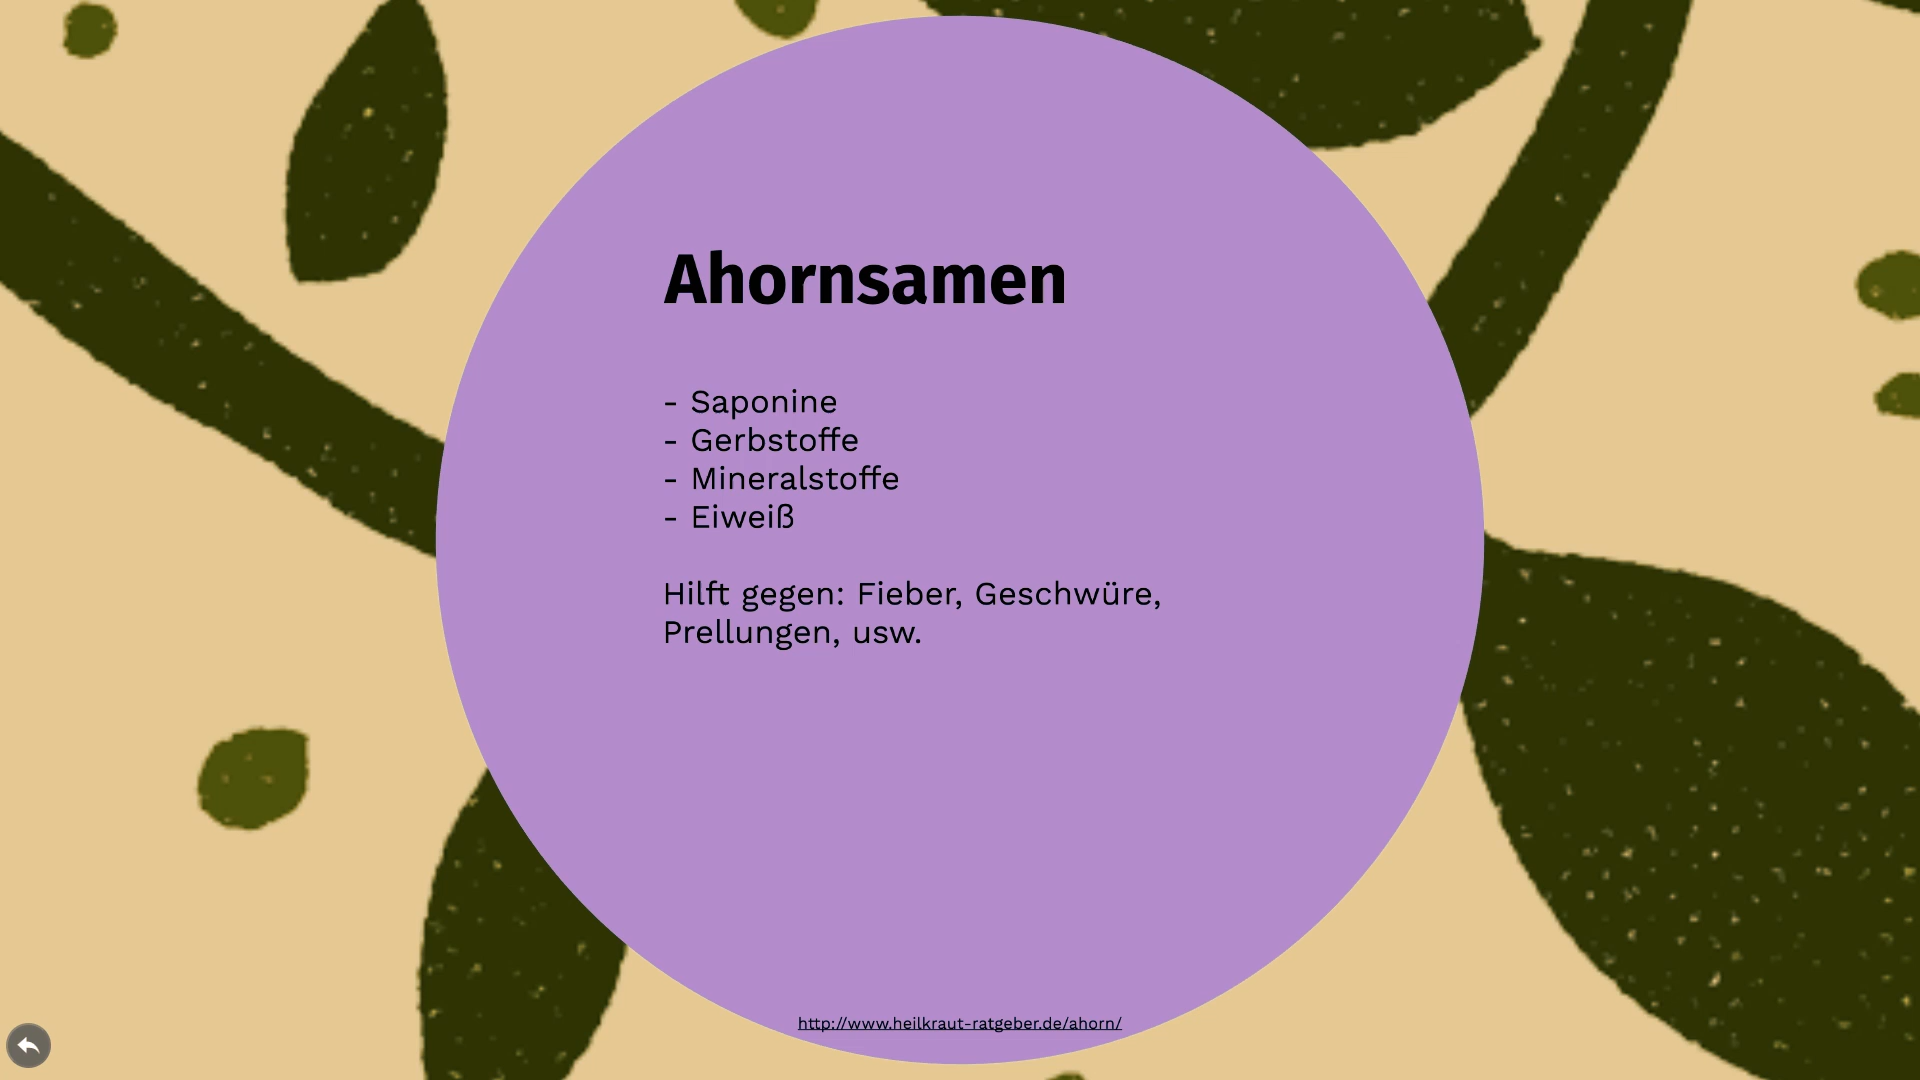 Ahornsamen
- Saponine
- Gerbstoffe
- Mineralstoffe
- Eiweiß
Hilft gegen: Fieber, Geschwüre,
Prellungen, usw.
http://www.heilkraut-ratgeber.de/ahorn/